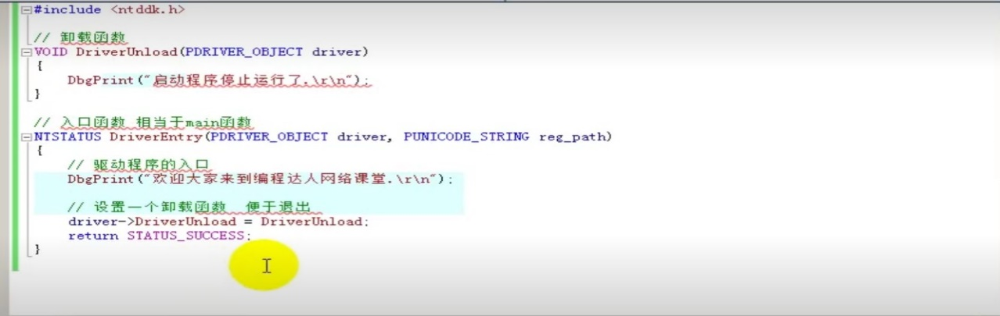 #include <ntddk.h>
// 卸载函数
VOID DriverUnload(PDRIVER_OBJECT driver)
{
DbgPrint("启动程序停止运行了.\r\n");
}
// 入口函数 相当于main函数
NTSTATUS DriverEntry(PDRIVER_OBJECT driver, PUNICODE_STRING reg_path)
{
// 驱动程序的入口
DbgPrint("欢迎大家来到编程达人网络课堂.\r\n");
// 设置一个卸载函数 便于退出
driver->DriverUnload = DriverUnload;
return STATUS_SUCCESS;
}